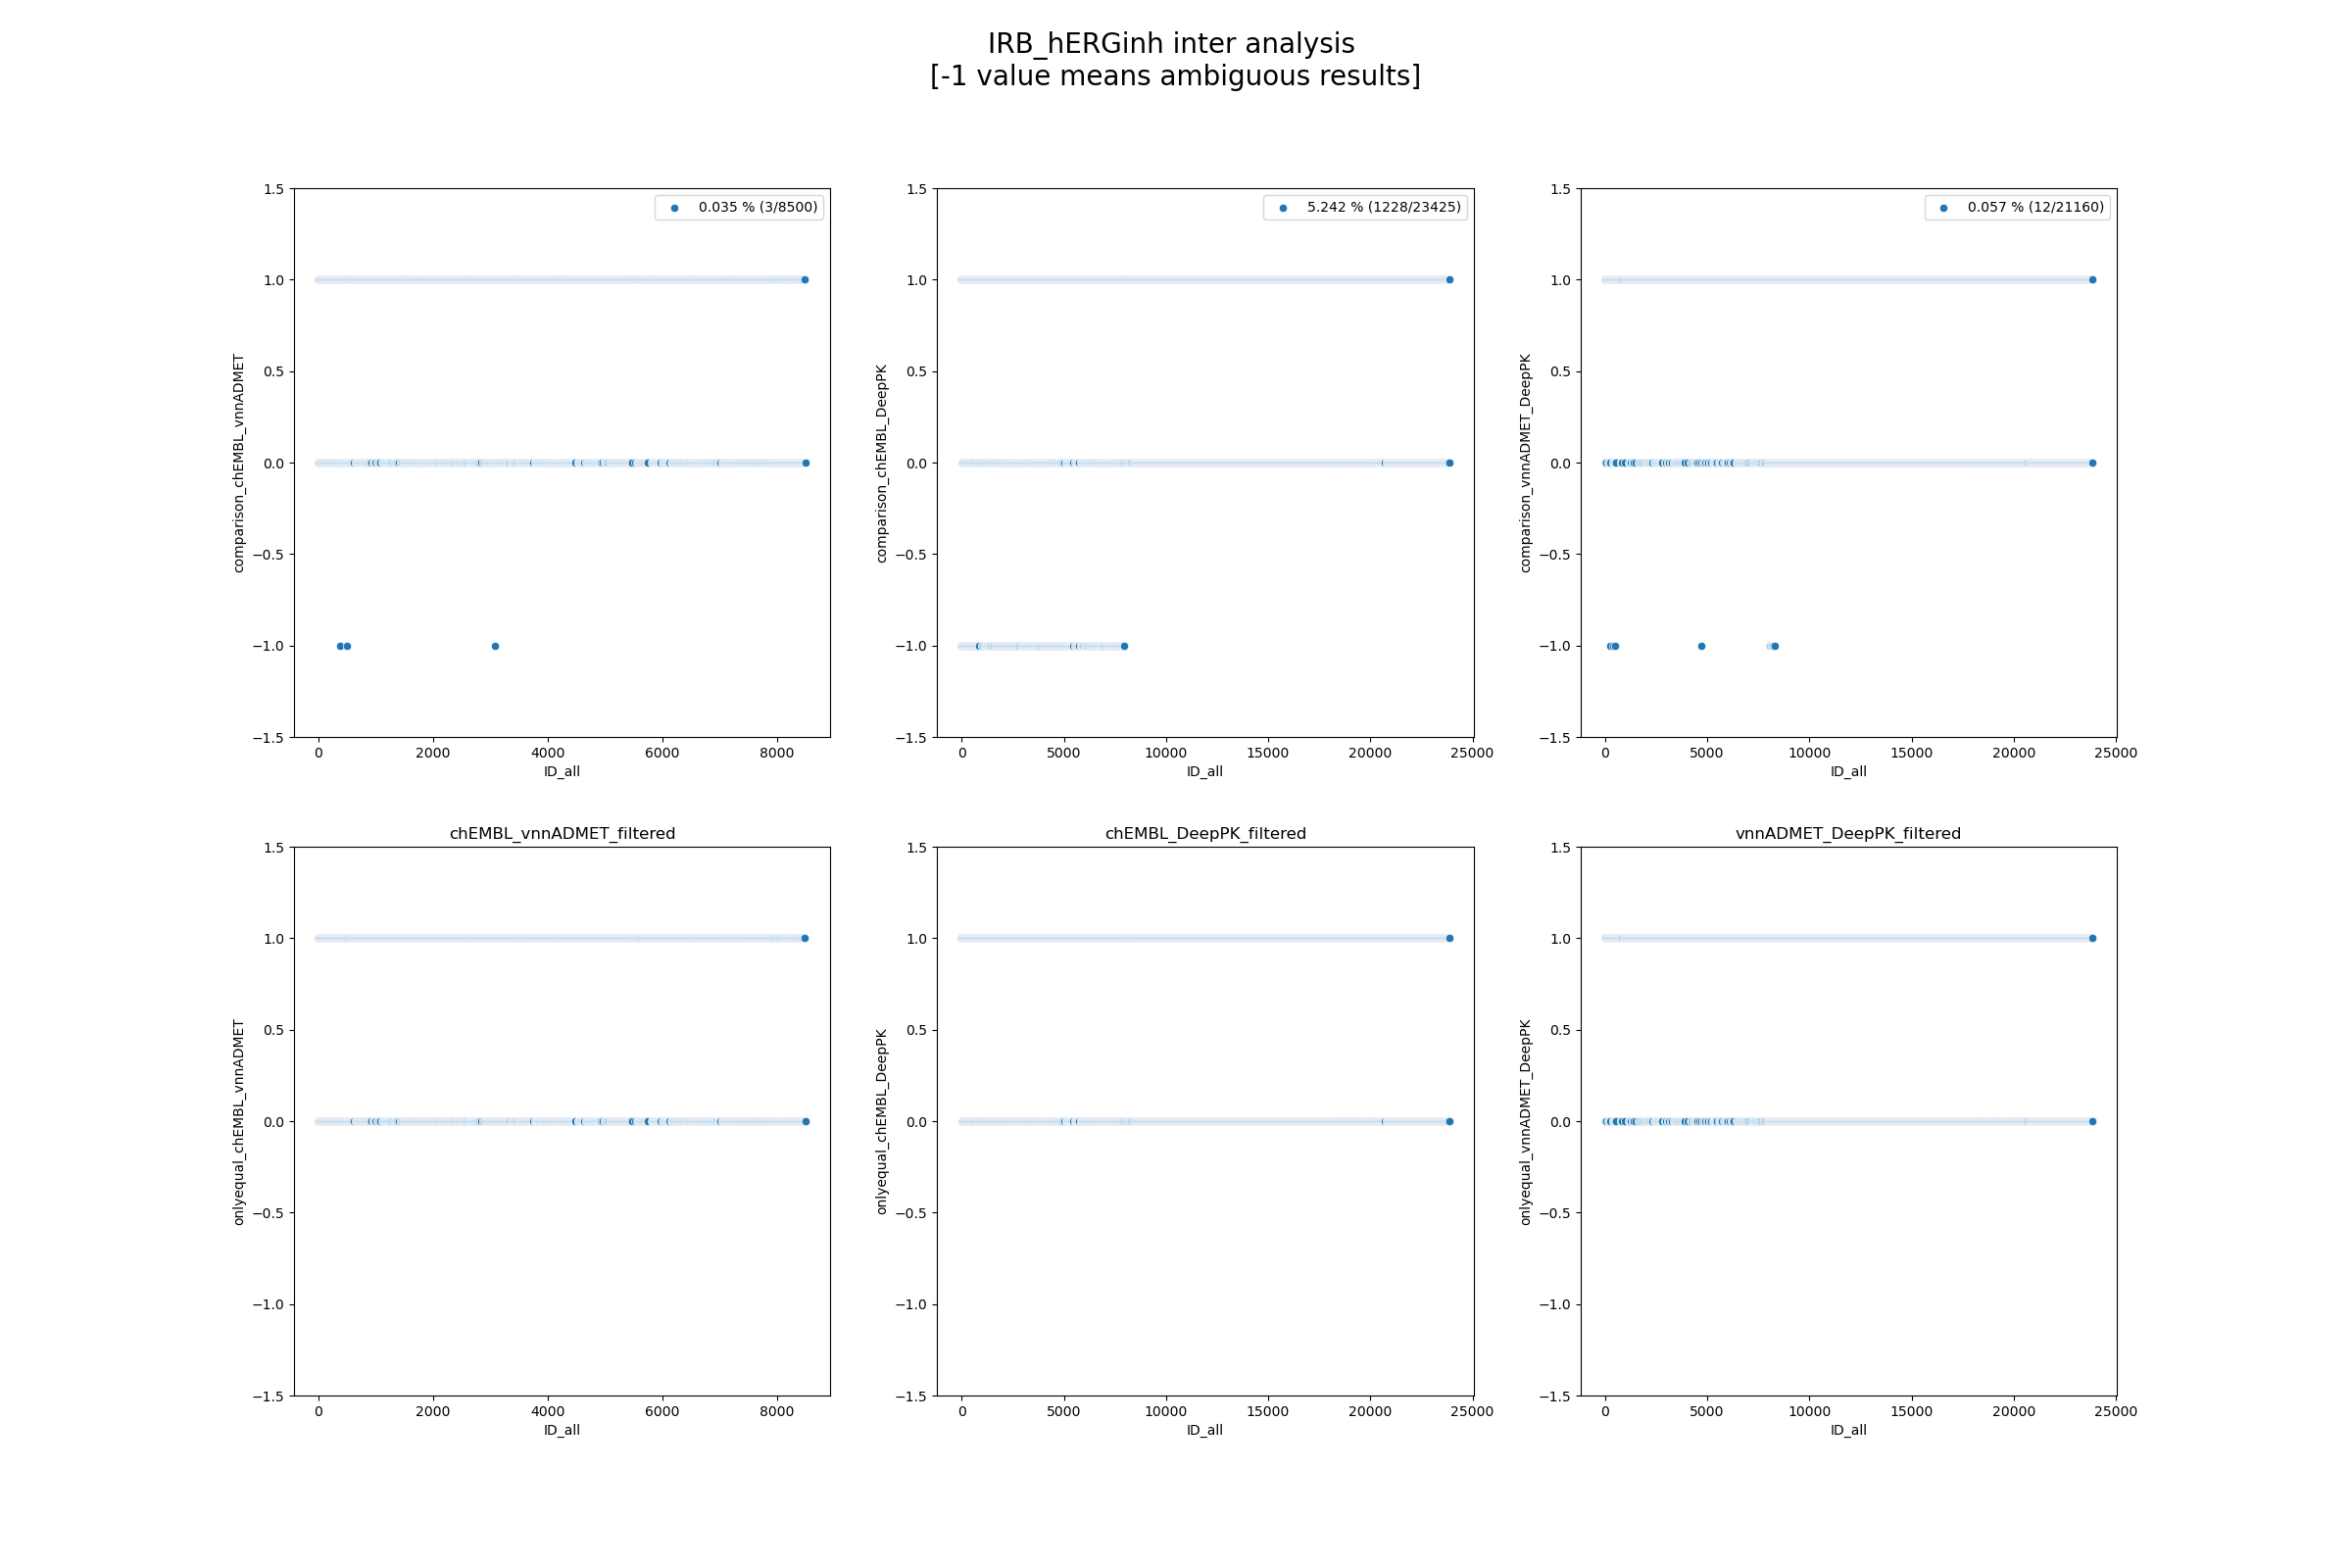 IRB_hERGinh inter analysis
[-1 value means ambiguous results]
0.035 % (3/8500)
1.5
1.0
0.5
0.0
−0.5
−1.0
−1.5
comparison_chEMBL_vnnADMET
0 2000 4000 6000 8000
ID_all
5.242 % (1228/23425)
1.5
1.0
0.5
0.0
−0.5
−1.0
−1.5
comparison_chEMBL_DeepPK
0 5000 10000 15000 20000 25000
ID_all
0.057 % (12/21160)
1.5
1.0
0.5
0.0
−0.5
−1.0
−1.5
comparison_vnnADMET_DeepPK
0 5000 10000 15000 20000 25000
ID_all
chEMBL_vnnADMET_filtered
1.5
1.0
0.5
0.0
−0.5
−1.0
−1.5
onlyequal_chEMBL_vnnADMET
0 2000 4000 6000 8000
ID_all
chEMBL_DeepPK_filtered
1.5
1.0
0.5
0.0
−0.5
−1.0
−1.5
onlyequal_chEMBL_DeepPK
0 5000 10000 15000 20000 25000
ID_all
vnnADMET_DeepPK_filtered
1.5
1.0
0.5
0.0
−0.5
−1.0
−1.5
onlyequal_vnnADMET_DeepPK
0 5000 10000 15000 20000 25000
ID_all